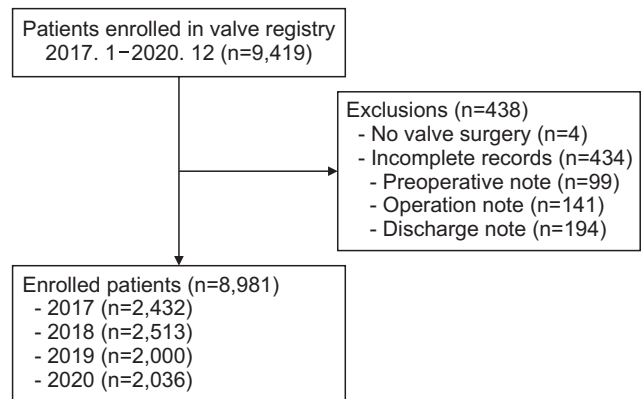 Patients enrolled in valve registry
2017. 1−2020. 12 (n=9,419)
Exclusions (n=438)
- No valve surgery (n=4)
- Incomplete records (n=434)
- Preoperative note (n=99)
- Operation note (n=141)
- Discharge note (n=194)
Enrolled patients (n=8,981)
- 2017 (n=2,432)
- 2018 (n=2,513)
- 2019 (n=2,000)
- 2020 (n=2,036)